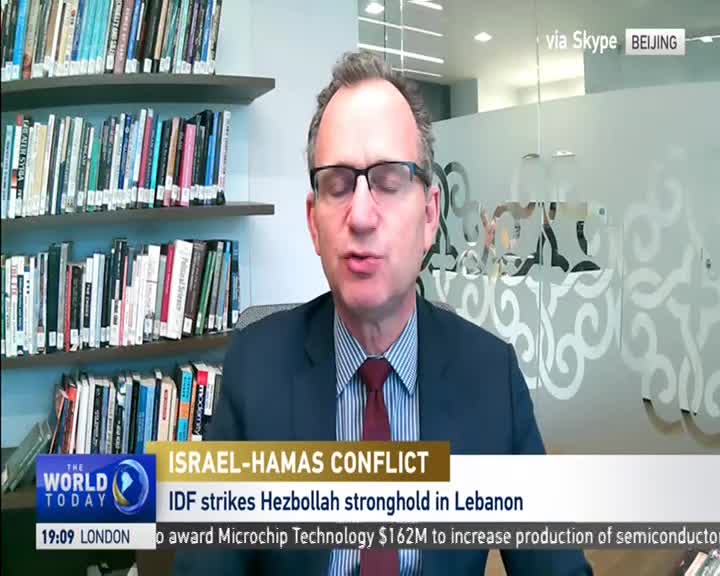 via Skype BEIJING
ISRAEL-HAMAS CONFLICT
THE
WORLD
TODAY
IDF strikes Hezbollah stronghold in Lebanon
19:09 LONDON
o award Microchip Technology $162M to increase production of semiconducto